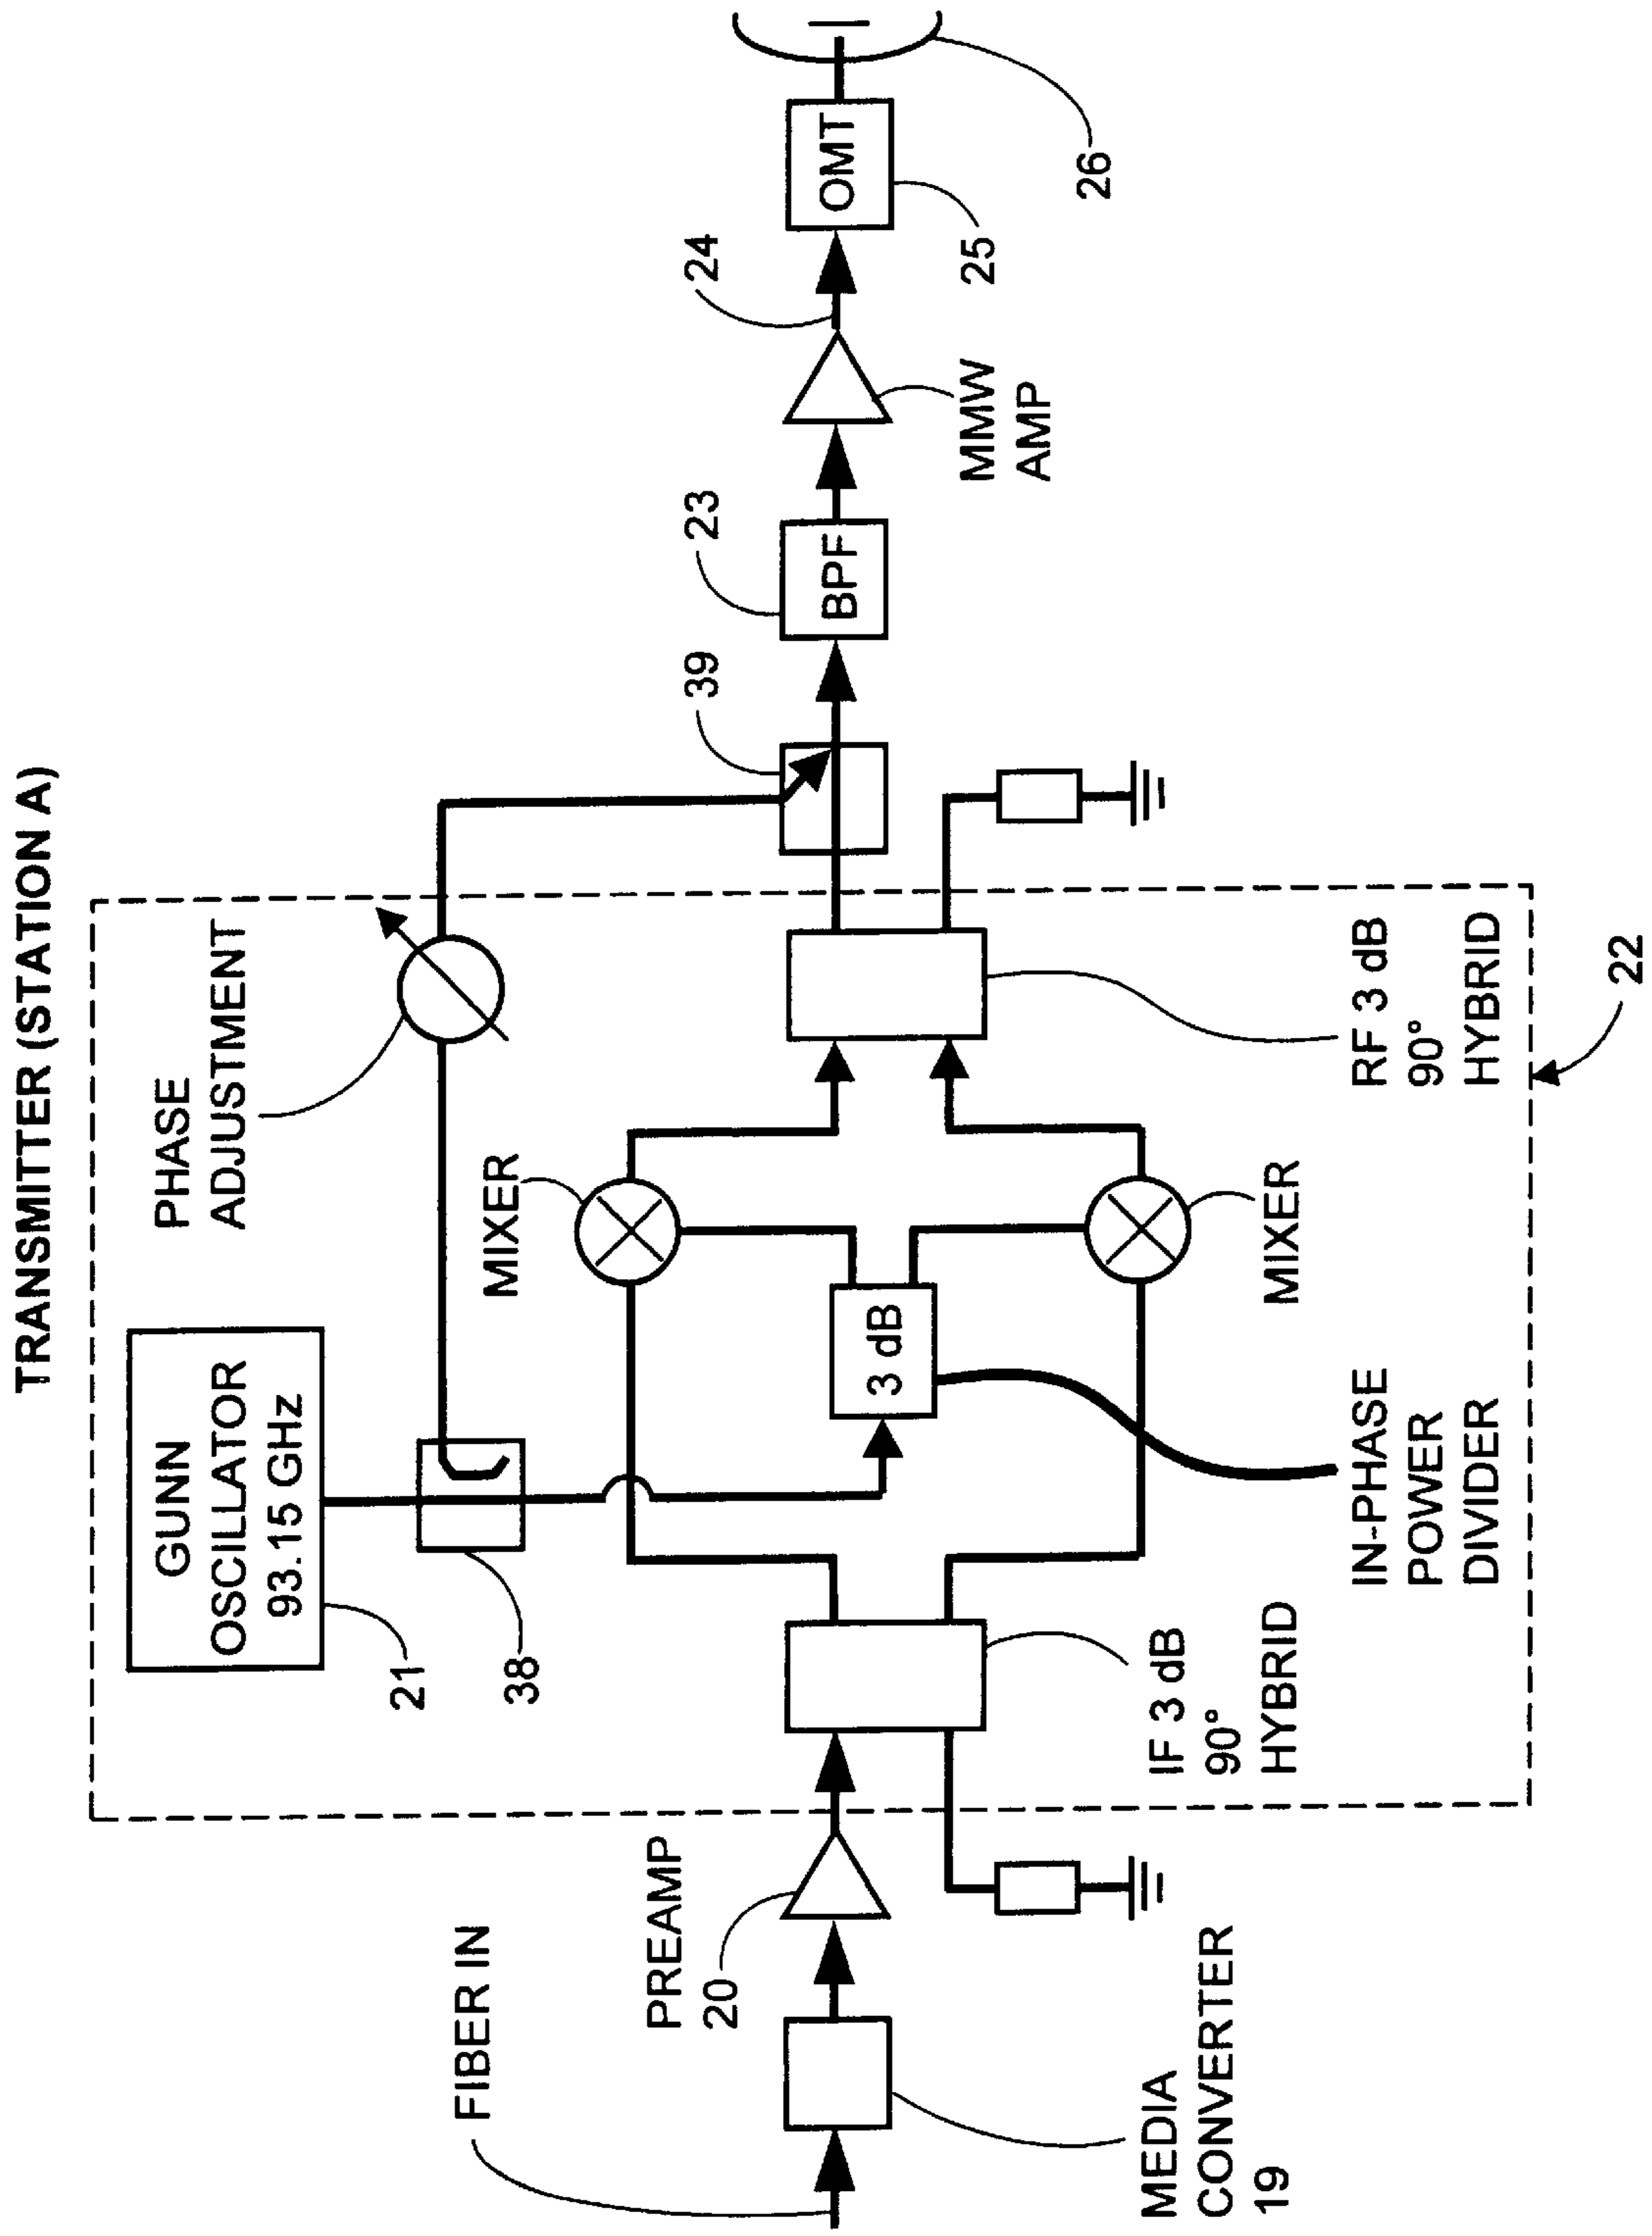 TRANSMITTER (STATION A)
GUNN
OSCILLATOR
93.15 GHz
21
38
PHASE
ADJUSTMENT
FIBER IN
MEDIA
CONVERTER
19
PREAMP
20
IF 3 dB
90°
HYBRID
MIXER
3 dB
MIXER
IN-PHASE
POWER
DIVIDER
RF 3 dB
90°
HYBRID
22
39
23
BPF
MMW
AMP
24
OMT
25
26